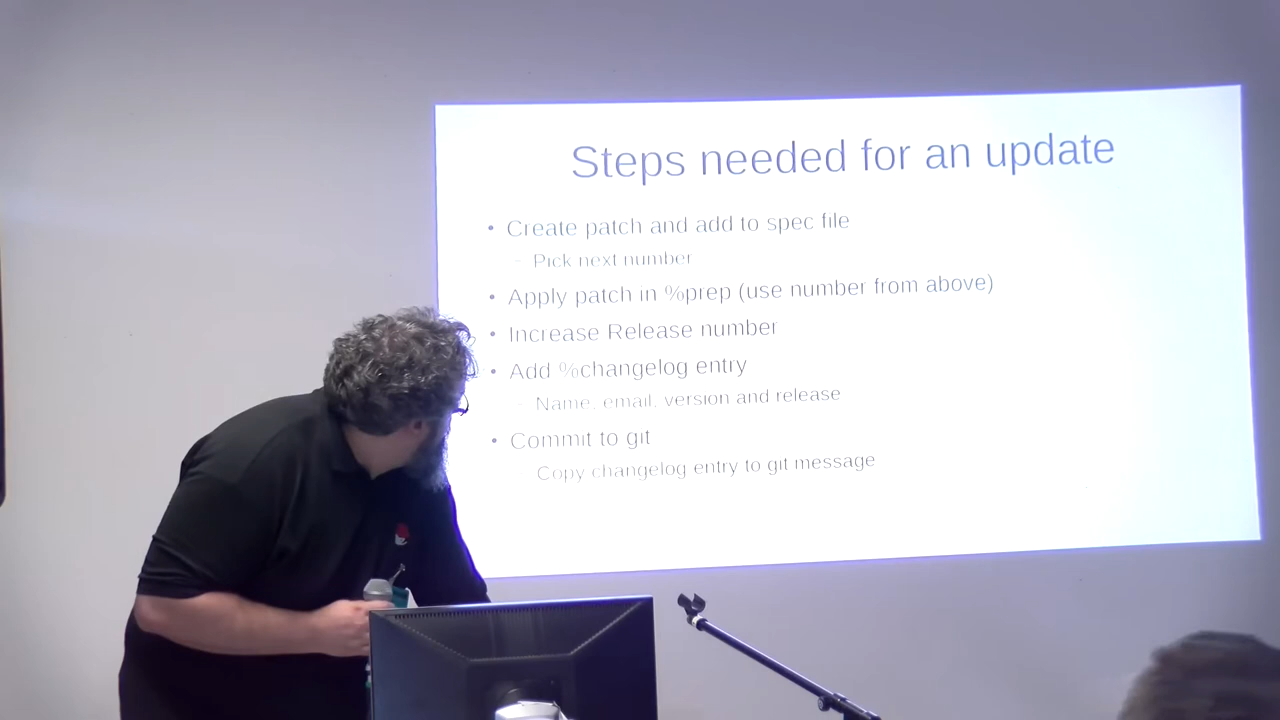 Steps needed for an update
• Create patch and add to spec file
– Pick next number
• Apply patch in %prep (use number from above)
• Increase Release number
• Add %changelog entry
– Name, email, version and release
• Commit to git
Copy changelog entry to git message